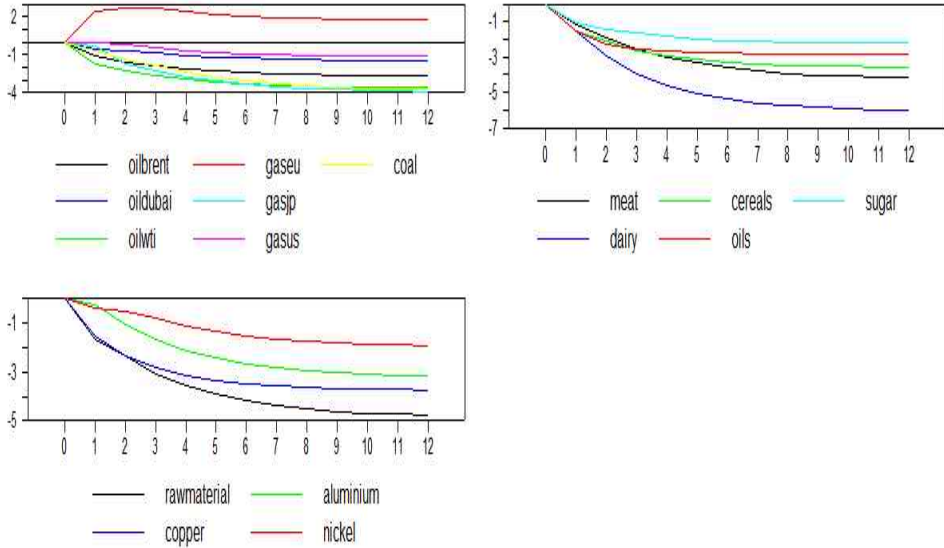 2
-1
-4
0 1 2 3 4 5 6 7 8 9 10 11 12
oilbrent gaseu coal
oildubai gasjp
oilwti gasus
-1
-3
-5
-7
0 1 2 3 4 5 6 7 8 9 10 11 12
meat cereals sugar
dairy oils
-1
-3
-5
0 1 2 3 4 5 6 7 8 9 10 11 12
rawmaterial aluminium
copper nickel